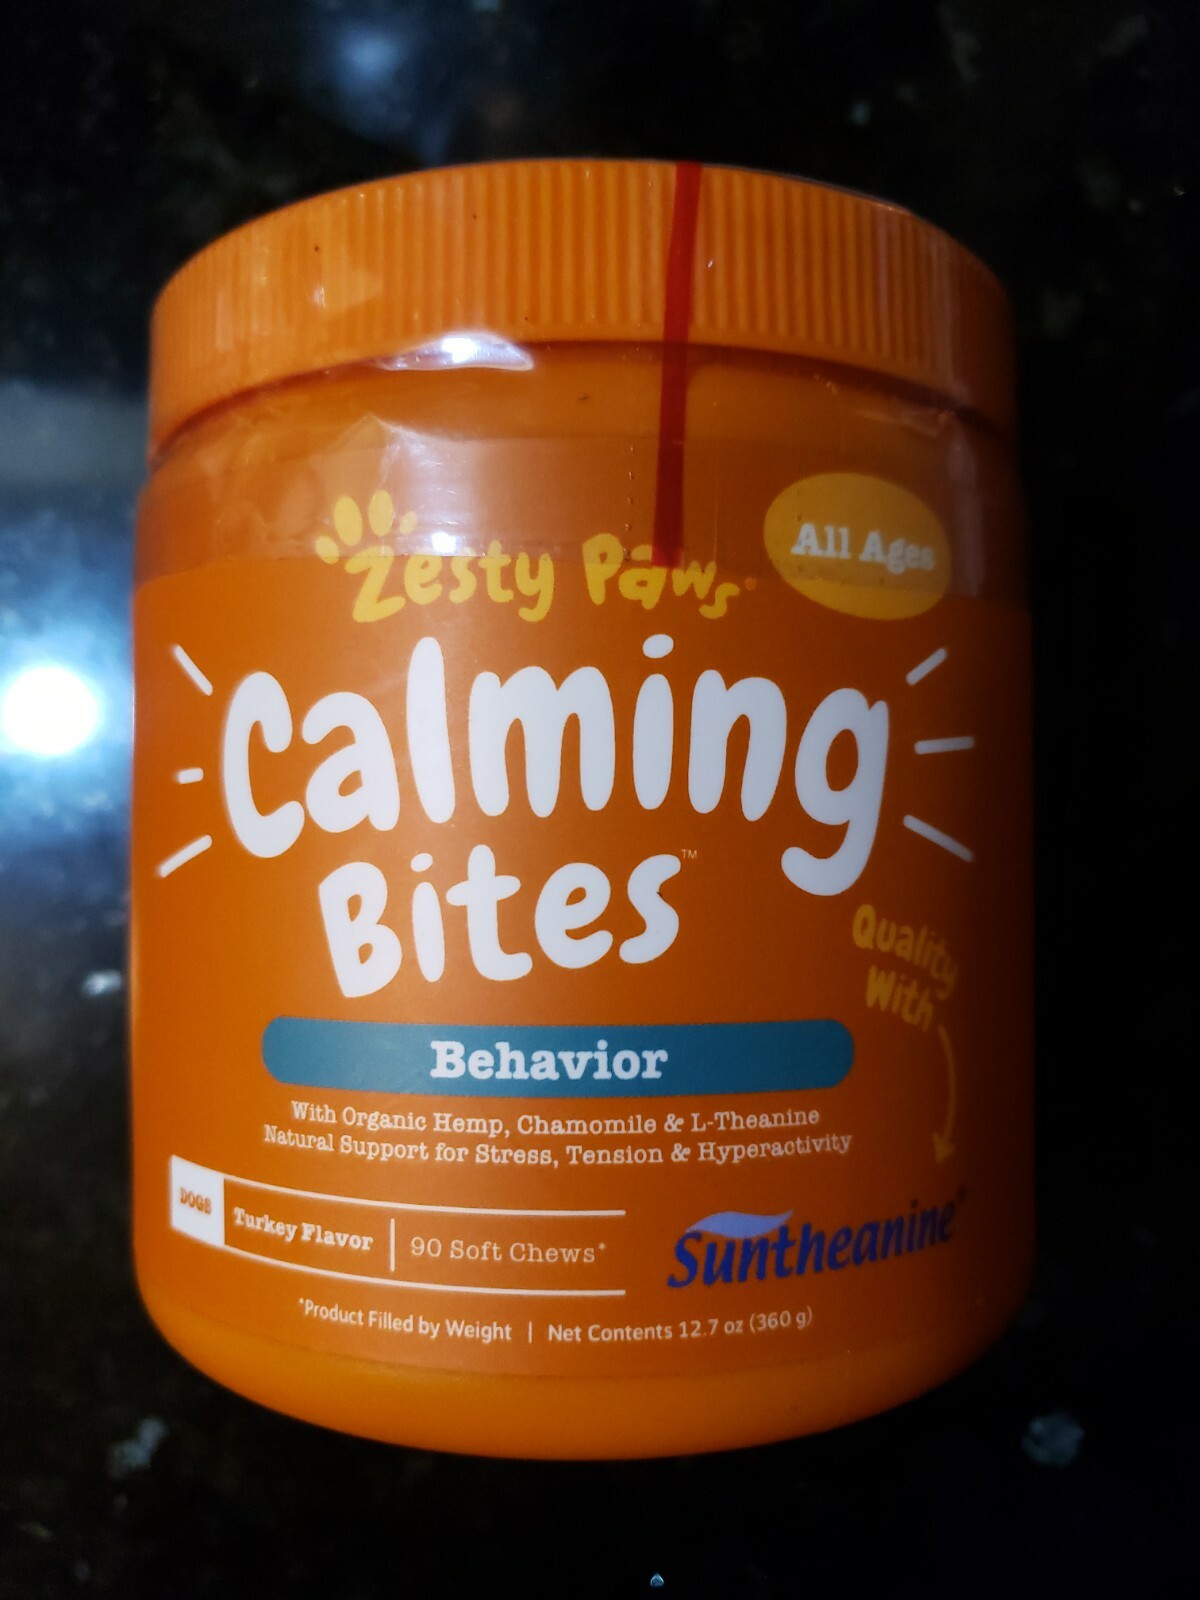 Zesty Paws
All Ages
Calming
Bites™
Quality
With
Behavior
With Organic Hemp, Chamomile & L-Theanine
Natural Support for Stress, Tension & Hyperactivity
DOGS
Turkey Flavor | 90 Soft Chews*
Suntheanine®
*Product Filled by Weight | Net Contents 12.7 oz (360 g)